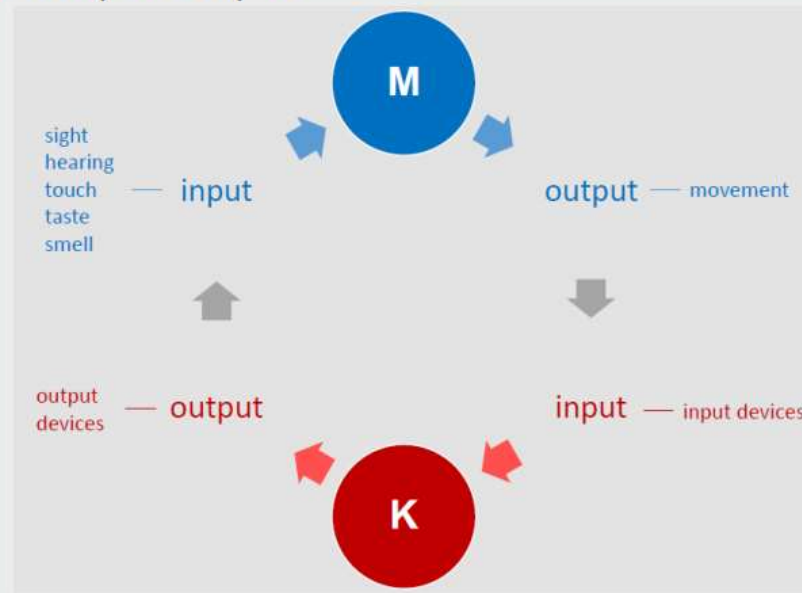 M
sight
hearing
touch
taste
smell
input
output
movement
output
devices
output
input
input devices
K